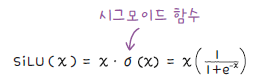 시그모이드 함수
SiLU(x) = x · σ(x) = x(1/(1+e^-x))